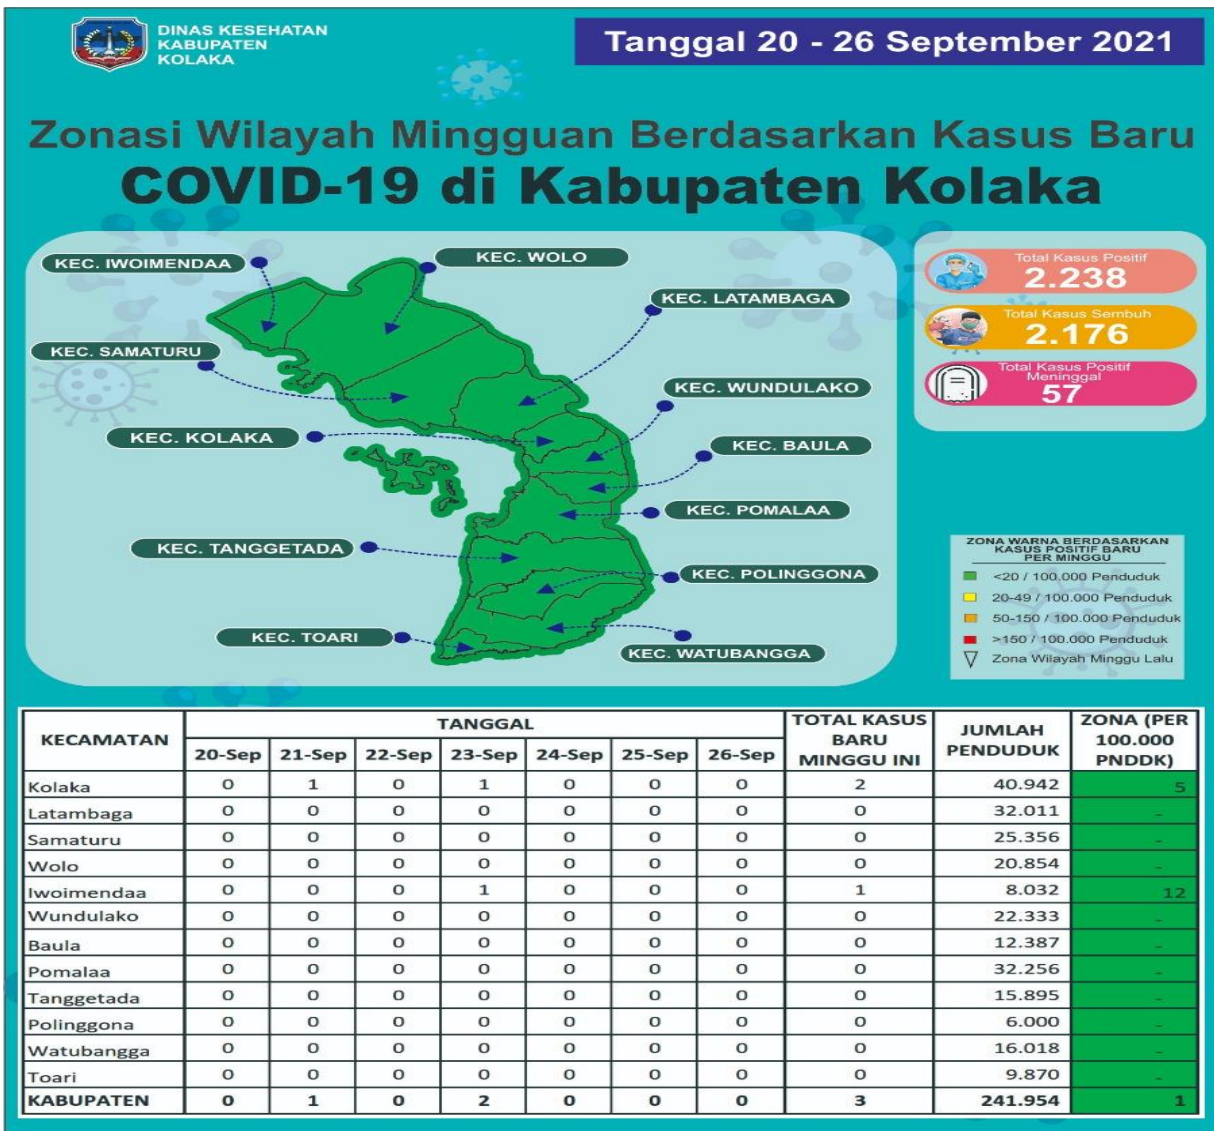 DINAS KESEHATAN
KABUPATEN
KOLAKA
Tanggal 20 - 26 September 2021
Zonasi Wilayah Mingguan Berdasarkan Kasus Baru
COVID-19 di Kabupaten Kolaka
KEC. IWOIMENDAA
KEC. WOLO
KEC. LATAMBAGA
KEC. SAMATURU
KEC. WUNDULAKO
KEC. KOLAKA
KEC. BAULA
KEC. POMALAA
KEC. TANGGETADA
KEC. POLINGGONA
KEC. TOARI
KEC. WATUBANGGA
Total Kasus Positif
2.238
Total Kasus Sembuh
2.176
Total Kasus Positif
Meninggal
57
ZONA WARNA BERDASARKAN
KASUS POSITIF BARU
PER MINGGU
<20 / 100.000 Penduduk
20-49 / 100.000 Penduduk
50-150 / 100.000 Penduduk
>150 / 100.000 Penduduk
Zona Wilayah Minggu Lalu
KECAMATAN TANGGAL TOTAL KASUS BARU MINGGU INI JUMLAH PENDUDUK ZONA (PER 100.000 PNDDK)
20-Sep 21-Sep 22-Sep 23-Sep 24-Sep 25-Sep 26-Sep
Kolaka 0 1 0 1 0 0 0 2 40.942 5
Latambaga 0 0 0 0 0 0 0 0 32.011 -
Samaturu 0 0 0 0 0 0 0 0 25.356 -
Wolo 0 0 0 0 0 0 0 0 20.854 -
Iwoimendaa 0 0 0 1 0 0 0 1 8.032 12
Wundulako 0 0 0 0 0 0 0 0 22.333 -
Baula 0 0 0 0 0 0 0 0 12.387 -
Pomalaa 0 0 0 0 0 0 0 0 32.256 -
Tanggetada 0 0 0 0 0 0 0 0 15.895 -
Polinggona 0 0 0 0 0 0 0 0 6.000 -
Watubangga 0 0 0 0 0 0 0 0 16.018 -
Toari 0 0 0 0 0 0 0 0 9.870 -
KABUPATEN 0 1 0 2 0 0 0 3 241.954 1